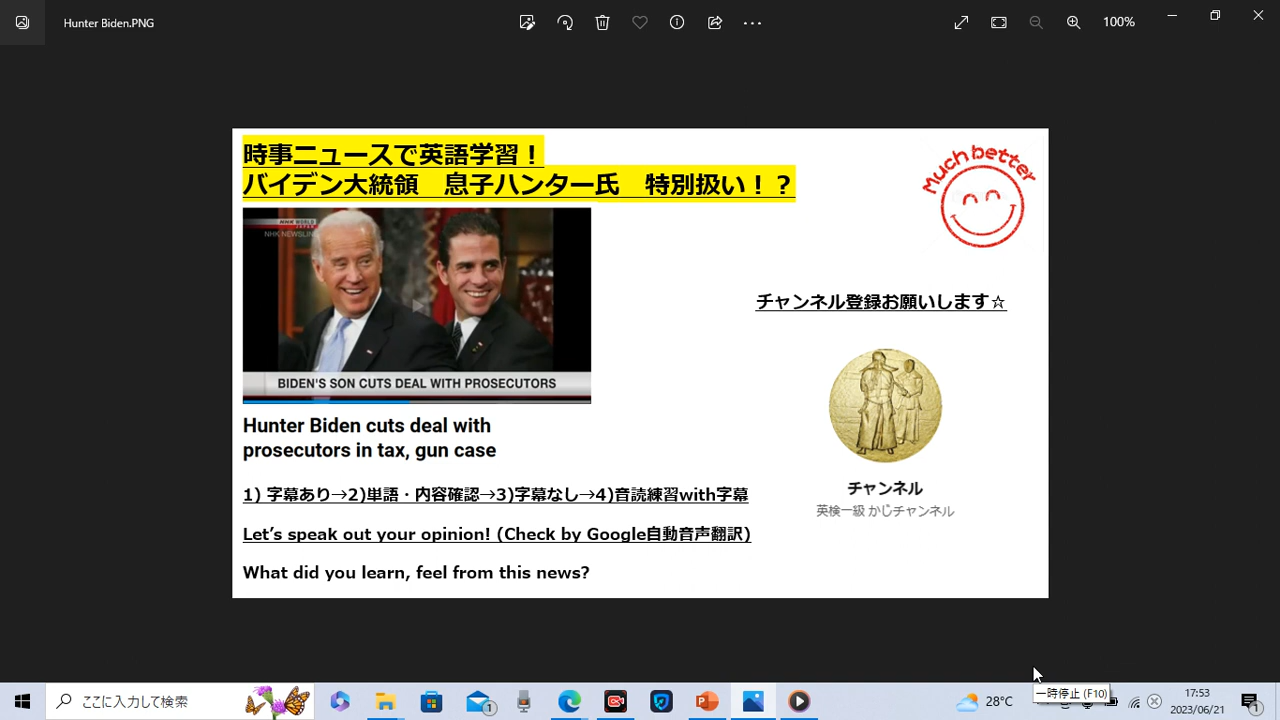 Hunter Biden.PNG
100%
時事ニュースで英語学習！
バイデン大統領　息子ハンター氏　特別扱い！？
Much better
NHK WORLD
JAPAN
NHK NEWSLIN
BIDEN'S SON CUTS DEAL WITH PROSECUTORS
チャンネル登録お願いします☆
Hunter Biden cuts deal with
prosecutors in tax, gun case
チャンネル
英検一級 かじチャンネル
1) 字幕あり→2)単語・内容確認→3)字幕なし→4)音読練習with字幕
Let's speak out your opinion! (Check by Google自動音声翻訳)
What did you learn, feel from this news?
一時停止 (F10)
ここに入力して検索
1
28°C
17:53
2023/06/21
1